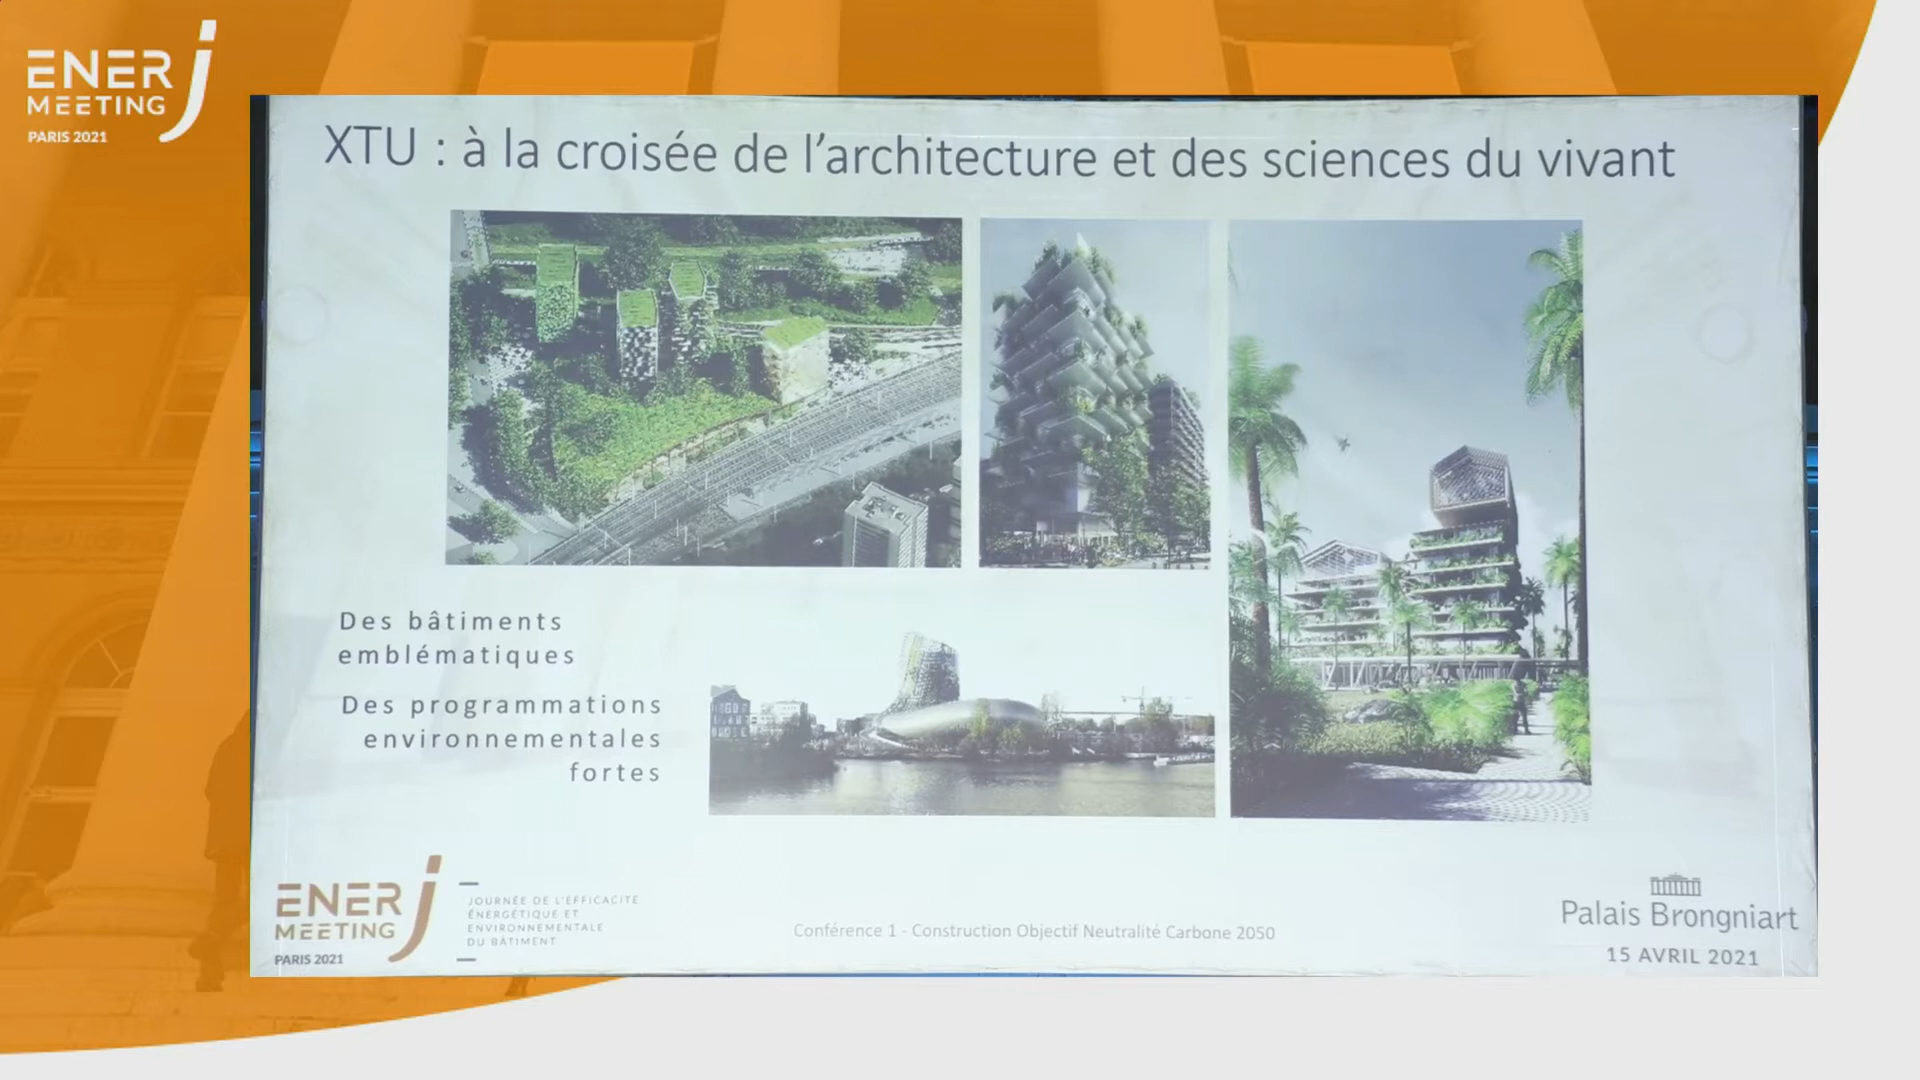 ENER j
MEETING
PARIS 2021
XTU : à la croisée de l’architecture et des sciences du vivant
Des bâtiments
emblématiques
Des programmations
environnementales
fortes
ENER j
MEETING
PARIS 2021
JOURNÉE DE L'EFFICACITÉ
ÉNERGÉTIQUE ET
ENVIRONNEMENTALE
DU BÂTIMENT
Conférence 1 - Construction Objectif Neutralité Carbone 2050
Palais Brongniart
15 AVRIL 2021